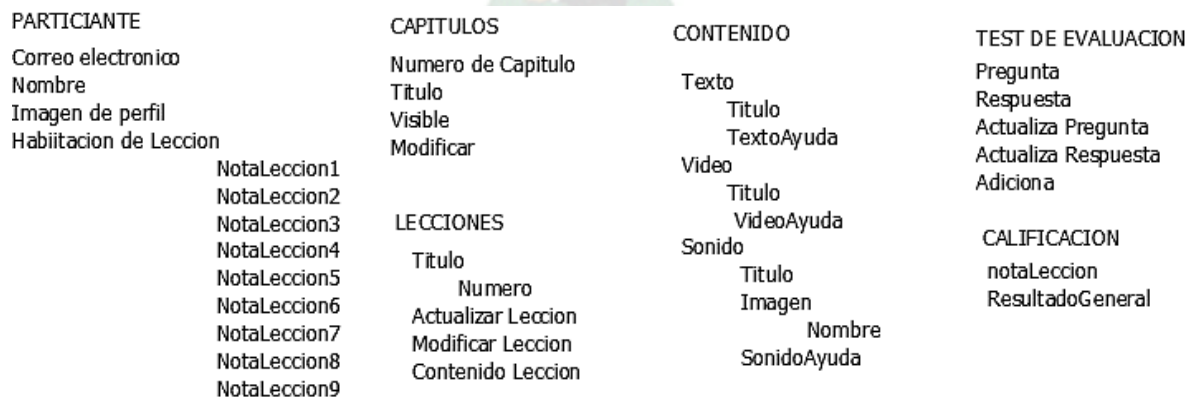 PARTICIANTE
Correo electronico
Nombre
Imagen de perfil
Habiitacion de Leccion
NotaLeccion1
NotaLeccion2
NotaLeccion3
NotaLeccion4
NotaLeccion5
NotaLeccion6
NotaLeccion7
NotaLeccion8
NotaLeccion9
CAPITULOS
Numero de Capitulo
Titulo
Visible
Modificar
LECCIONES
Titulo
Numero
Actualizar Leccion
Modificar Leccion
Contenido Leccion
CONTENIDO
Texto
Titulo
TextoAyuda
Video
Titulo
VideoAyuda
Sonido
Titulo
Imagen
Nombre
SonidoAyuda
TEST DE EVALUACION
Pregunta
Respuesta
Actualiza Pregunta
Actualiza Respuesta
Adiciona
CALIFICACION
notaLeccion
ResultadoGeneral